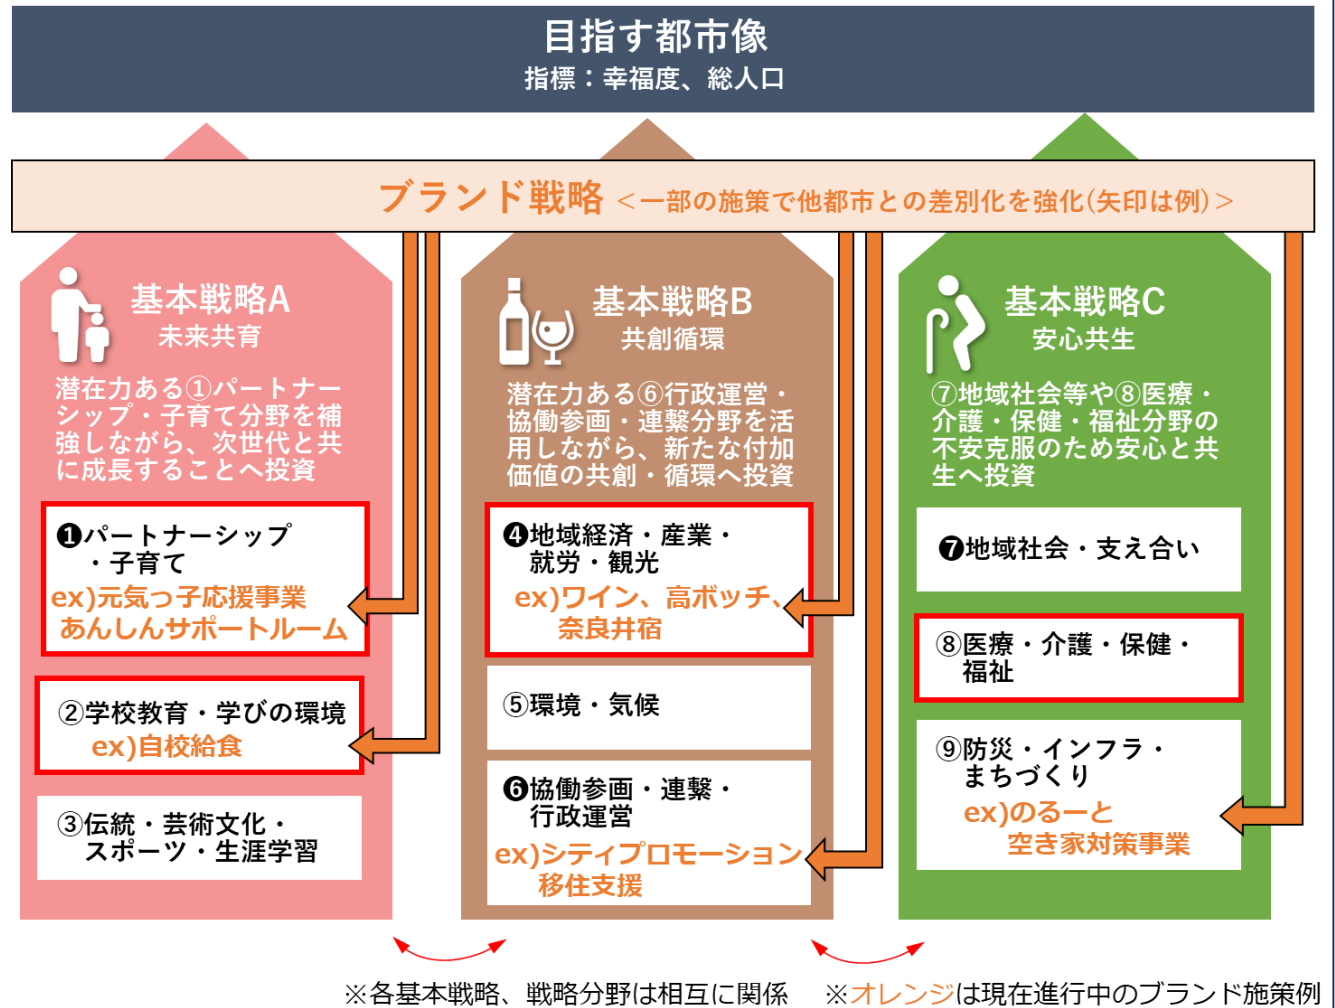 目指す都市像
指標：幸福度、総人口
ブランド戦略 ＜一部の施策で他都市との差別化を強化(矢印は例)＞
基本戦略A
未来共育
潜在力ある①パートナー
シップ・子育て分野を補
強しながら、次世代と共
に成長することへ投資
❶パートナーシップ
・子育て
ex)元気っ子応援事業
あんしんサポートルーム
②学校教育・学びの環境
ex)自校給食
③伝統・芸術文化・
スポーツ・生涯学習
基本戦略B
共創循環
潜在力ある⑥行政運営・
協働参画・連繋分野を活
用しながら、新たな付加
価値の共創・循環へ投資
❹地域経済・産業・
就労・観光
ex)ワイン、高ボッチ、
奈良井宿
⑤環境・気候
❻協働参画・連繋・
行政運営
ex)シティプロモーション
移住支援
基本戦略C
安心共生
⑦地域社会等や⑧医療・
介護・保健・福祉分野の
不安克服のため安心と共
生へ投資
❼地域社会・支え合い
⑧医療・介護・保健・
福祉
⑨防災・インフラ・
まちづくり
ex)のるーと
空き家対策事業
※各基本戦略、戦略分野は相互に関係
※オレンジは現在進行中のブランド施策例